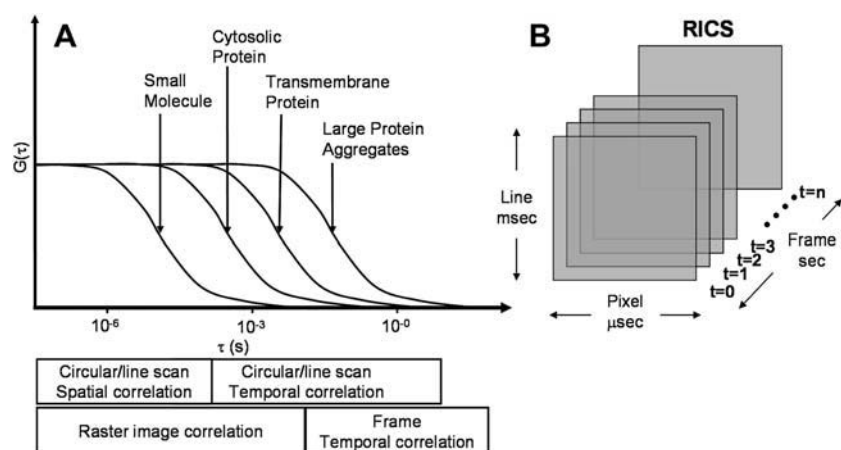 A
Cytosolic
Protein
Small
Molecule
Transmembrane
Protein
Large Protein
Aggregates
G(τ)
10⁻⁶
10⁻³
10⁻⁰
τ (s)
Circular/line scan
Spatial correlation
Circular/line scan
Temporal correlation
Raster image correlation
Frame
Temporal correlation
B
RICS
Line
msec
Pixel
μsec
t=0
t=1
t=2
t=3
t=n
Frame
sec